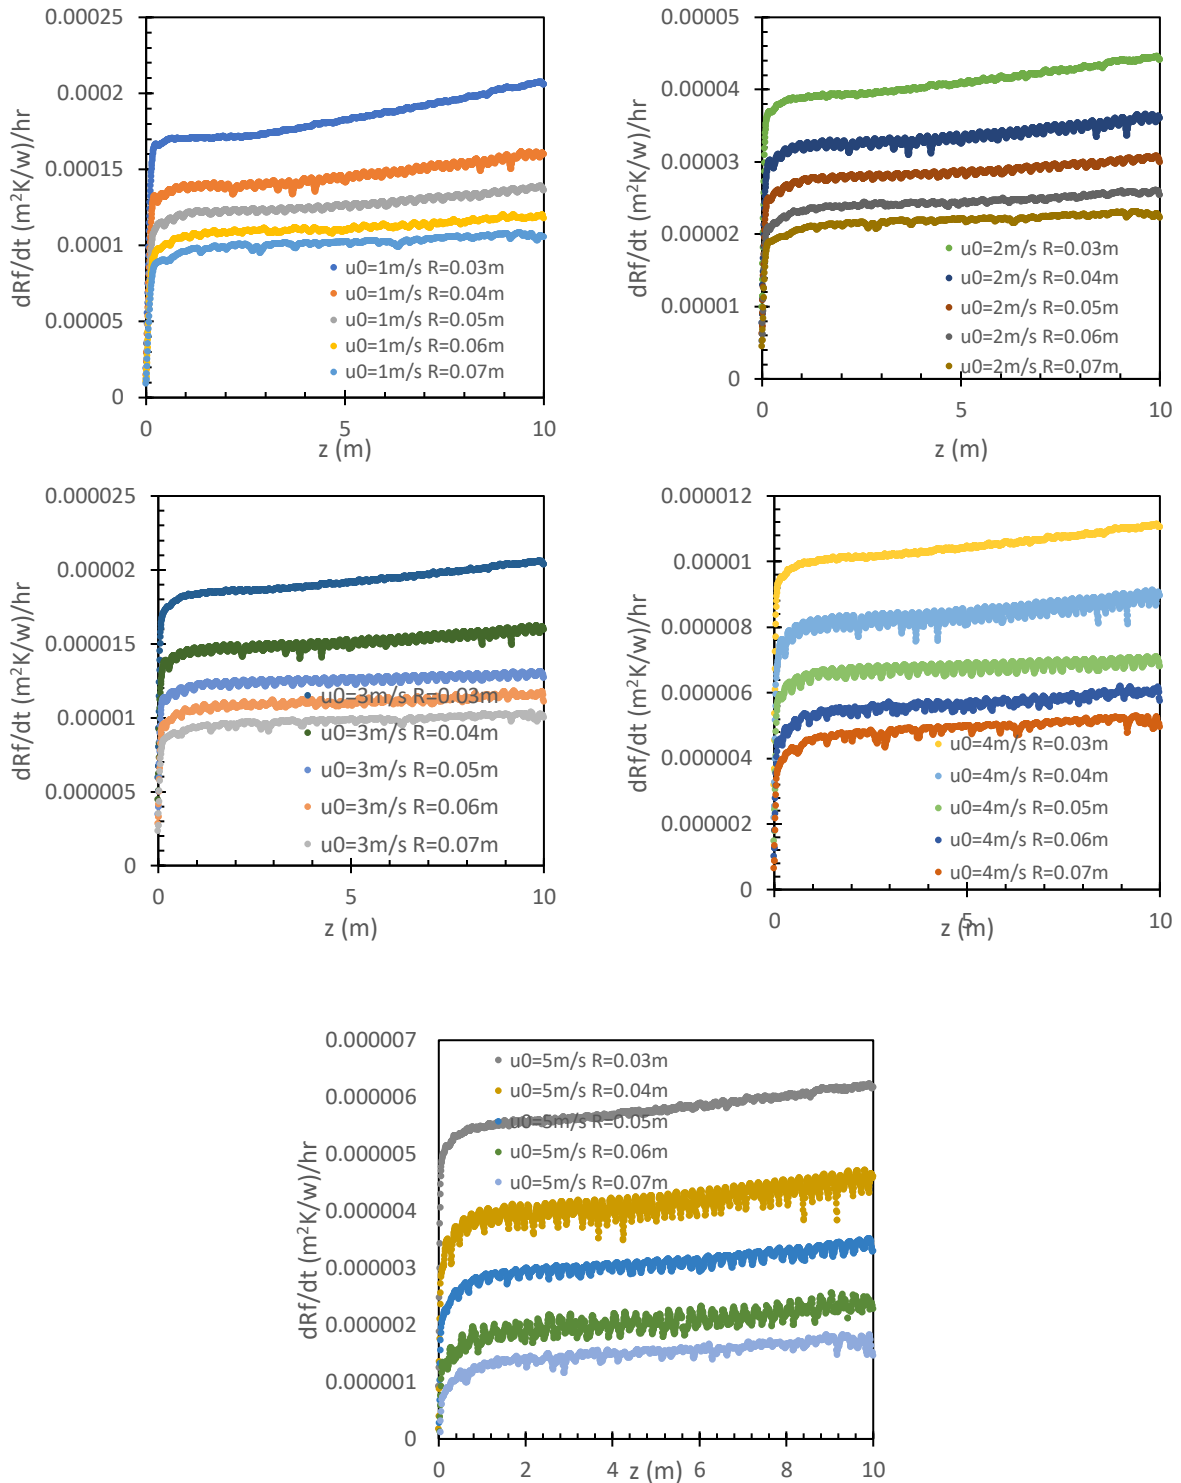 0.00025
0.0002
0.00015
0.0001
0.00005
0
dRf/dt (m²K/w)/hr
u0=1m/s R=0.03m
u0=1m/s R=0.04m
u0=1m/s R=0.05m
u0=1m/s R=0.06m
u0=1m/s R=0.07m
0 5 10
z (m)
0.00005
0.00004
0.00003
0.00002
0.00001
0
dRf/dt (m²K/w)/hr
u0=2m/s R=0.03m
u0=2m/s R=0.04m
u0=2m/s R=0.05m
u0=2m/s R=0.06m
u0=2m/s R=0.07m
0 5 10
z (m)
0.000025
0.00002
0.000015
0.00001
0.000005
0
dRf/dt (m²K/w)/hr
u0=3m/s R=0.03m
u0=3m/s R=0.04m
u0=3m/s R=0.05m
u0=3m/s R=0.06m
u0=3m/s R=0.07m
0 5 10
z (m)
0.000012
0.00001
0.000008
0.000006
0.000004
0.000002
0
dRf/dt (m²K/w)/hr
u0=4m/s R=0.03m
u0=4m/s R=0.04m
u0=4m/s R=0.05m
u0=4m/s R=0.06m
u0=4m/s R=0.07m
0 5 10
z (m)
0.000007
0.000006
0.000005
0.000004
0.000003
0.000002
0.000001
0
dRf/dt (m²K/w)/hr
u0=5m/s R=0.03m
u0=5m/s R=0.04m
u0=5m/s R=0.05m
u0=5m/s R=0.06m
u0=5m/s R=0.07m
0 2 4 6 8 10
z (m)